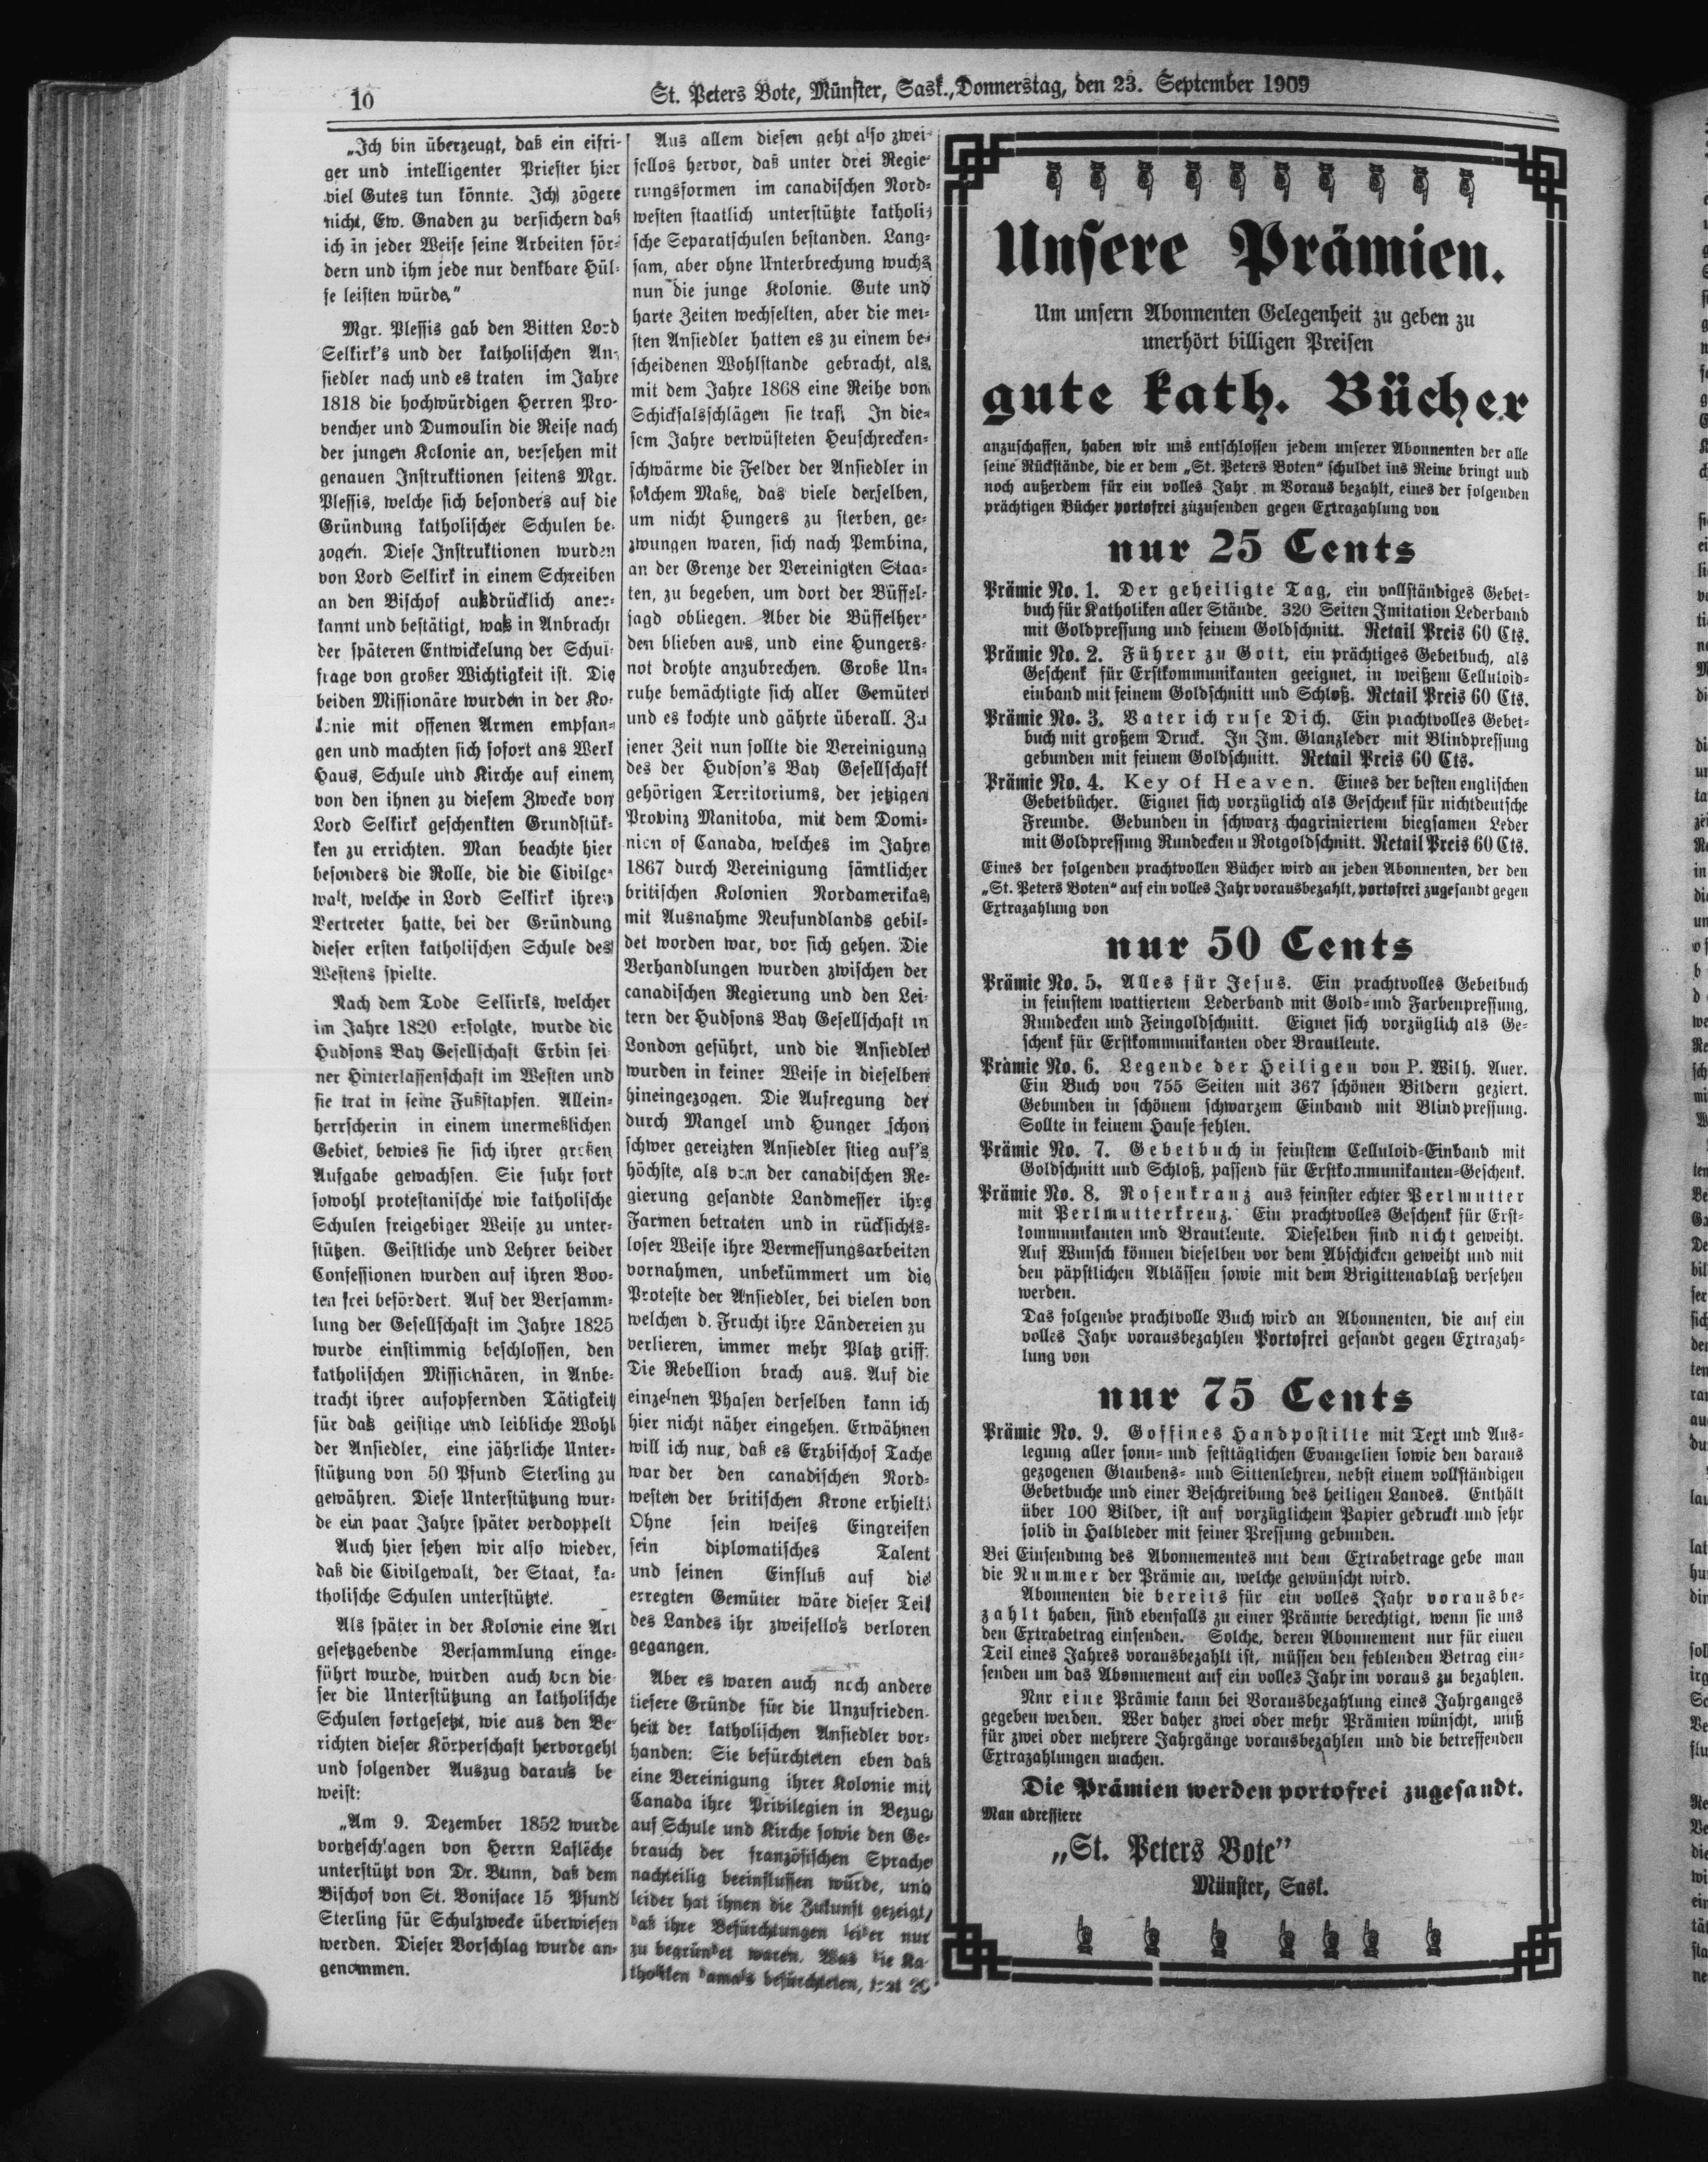 10
St. Peters Bote, Münster, Sask., Donnerstag, den 23. September 1909
„Ich bin überzeugt, daß ein eifri-
ger und intelligenter Priester hier
viel Gutes tun könnte. Ich zögere
nicht, Ew. Gnaden zu versichern daß
ich in jeder Weise seine Arbeiten för-
dern und ihm jede nur denkbare Hül-
fe leisten würde.“
Mgr. Plessis gab den Bitten Lord
Selkirk's und der katholischen An-
siedler nach und es traten im Jahre
1818 die hochwürdigen Herren Pro-
vencher und Dumoulin die Reise nach
der jungen Kolonie an, versehen mit
genauen Instruktionen seitens Mgr.
Plessis, welche sich besonders auf die
Gründung katholischer Schulen be-
zogen. Diese Instruktionen wurden
von Lord Selkirk in einem Schreiben
an den Bischof ausdrücklich aner-
kannt und bestätigt, was in Anbracht
der späteren Entwickelung der Schul-
frage von großer Wichtigkeit ist. Die
beiden Missionäre wurden in der Ko-
lonie mit offenen Armen empfan-
gen und machten sich sofort ans Werk
Haus, Schule und Kirche auf einem
von den ihnen zu diesem Zwecke von
Lord Selkirk geschenkten Grundstük-
ken zu errichten. Man beachte hier
besonders die Rolle, die die Civilge-
walt, welche in Lord Selkirk ihren
Vertreter hatte, bei der Gründung
dieser ersten katholischen Schule des
Westens spielte.
Nach dem Tode Selkirks, welcher
im Jahre 1820 erfolgte, wurde die
Hudsons Bay Gesellschaft Erbin sei
ner Hinterlassenschaft im Westen und
sie trat in seine Fußstapfen. Allein-
herrscherin in einem unermeßlichen
Gebiet, bewies sie sich ihrer großen
Aufgabe gewachsen. Sie fuhr fort
sowohl protestanische wie katholische
Schulen freigebiger Weise zu unter-
stützen. Geistliche und Lehrer beider
Confessionen wurden auf ihren Boo-
ten frei befördert. Auf der Versamm-
lung der Gesellschaft im Jahre 1825
wurde einstimmig beschlossen, den
katholischen Missionären, in Anbe-
tracht ihrer aufopfernden Tätigkeit
für das geistige und leibliche Wohl
der Ansiedler, eine jährliche Unter-
stützung von 50 Pfund Sterling zu
gewähren. Diese Unterstützung wur-
de ein paar Jahre später verdoppelt
Auch hier sehen wir also wieder,
daß die Civilgewalt, der Staat, ka-
tholische Schulen unterstützte.
Als später in der Kolonie eine Art
gesetzgebende Versammlung einge-
führt wurde, wurden auch von die-
ser die Unterstützung an katholische
Schulen fortgesetzt, wie aus den Be-
richten dieser Körperschaft hervorgeht
und folgender Auszug daraus be
weist:
„Am 9. Dezember 1852 wurde
vorgeschlagen von Herrn Lafléche
unterstützt von Dr. Bunn, daß dem
Bischof von St. Boniface 15 Pfund
Sterling für Schulzwecke überwiesen
werden. Dieser Vorschlag wurde an-
genommen.
Aus allem diesen geht also zwei-
fellos hervor, daß unter drei Regie-
rungsformen im canadischen Nord-
westen staatlich unterstützte katholi-
sche Separatschulen bestanden. Lang-
sam, aber ohne Unterbrechung wuchs
nun die junge Kolonie. Gute und
harte Zeiten wechselten, aber die mei-
sten Ansiedler hatten es zu einem be-
scheidenen Wohlstande gebracht, als
mit dem Jahre 1868 eine Reihe von
Schicksalsschlägen sie traf. In die-
sem Jahre verwüsteten Heuschrecken-
schwärme die Felder der Ansiedler in
solchem Maße, das viele derselben,
um nicht Hungers zu sterben, ge-
zwungen waren, sich nach Pembina,
an der Grenze der Vereinigten Staa-
ten, zu begeben, um dort der Büffel-
jagd obliegen. Aber die Büffelher-
den blieben aus, und eine Hungers-
not drohte anzubrechen. Große Un-
ruhe bemächtigte sich aller Gemüter
und es kochte und gährte überall. Zu
jener Zeit nun sollte die Vereinigung
des der Hudson's Bay Gesellschaft
gehörigen Territoriums, der jetzigen
Provinz Manitoba, mit dem Domi-
nion of Canada, welches im Jahre
1867 durch Vereinigung sämtlicher
britischen Kolonien Nordamerikas
mit Ausnahme Neufundlands gebil-
det worden war, vor sich gehen. Die
Verhandlungen wurden zwischen der
canadischen Regierung und den Lei-
tern der Hudsons Bay Gesellschaft in
London geführt, und die Ansiedler
wurden in keiner Weise in dieselben
hineingezogen. Die Aufregung der
durch Mangel und Hunger schon
schwer gereizten Ansiedler stieg auf's
höchste, als von der canadischen Re-
gierung gesandte Landmesser ihre
Farmen betraten und in rücksichts-
loser Weise ihre Vermessungsarbeiten
vornahmen, unbekümmert um die
Proteste der Ansiedler, bei vielen von
welchen d. Frucht ihre Ländereien zu
verlieren, immer mehr Platz griff.
Die Rebellion brach aus. Auf die
einzelnen Phasen derselben kann ich
hier nicht näher eingehen. Erwähnen
will ich nur, daß es Erzbischof Tache
war der den canadischen Nord-
westen der britischen Krone erhielt.
Ohne sein weises Eingreifen
sein diplomatisches Talent
und seinen Einfluß auf die
erregten Gemüter wäre dieser Teil
des Landes ihr zweifellos verloren
gegangen.
Aber es waren auch noch andere
tiefere Gründe für die Unzufrieden-
heit der katholischen Ansiedler vor-
handen: Sie befürchteten eben daß
eine Vereinigung ihrer Kolonie mit
Canada ihre Privilegien in Bezug
auf Schule und Kirche sowie den Ge-
brauch der französischen Sprache
nachteilig beeinflussen würde, und
leider hat ihnen die Zukunft gezeigt,
daß ihre Befürchtungen leider nur
zu begründet waren. Was die Ka-
tholiken damals befürchteten, trat 20
Unsere Prämien.
Um unsern Abonnenten Gelegenheit zu geben zu
unerhört billigen Preisen
gute kath. Bücher
anzuschaffen, haben wir uns entschlossen jedem unserer Abonnenten der alle
seine Rückstände, die er dem „St. Peters Boten“ schuldet ins Reine bringt und
noch außerdem für ein volles Jahr m Voraus bezahlt, eines der folgenden
prächtigen Bücher portofrei zuzusenden gegen Extrazahlung von
nur 25 Cents
Prämie No. 1. Der geheiligte Tag, ein vollständiges Gebet-
buch für Katholiken aller Stände. 320 Seiten Imitation Lederband
mit Goldpressung und feinem Goldschnitt. Retail Preis 60 Cts.
Prämie No. 2. Führer zu Gott, ein prächtiges Gebetbuch, als
Geschenk für Erstkommunikanten geeignet, in weißem Celluloid-
einband mit feinem Goldschnitt und Schloß. Retail Preis 60 Cts.
Prämie No. 3. Vater ich rufe Dich. Ein prachtvolles Gebet-
buch mit großem Druck. In Im. Glanzleder mit Blindpressung
gebunden mit feinem Goldschnitt. Retail Preis 60 Cts.
Prämie No. 4. Key of Heaven. Eines der besten englischen
Gebetbücher. Eignet sich vorzüglich als Geschenk für nichtdeutsche
Freunde. Gebunden in schwarz chagriniertem biegsamen Leder
mit Goldpressung Rundecken u Rotgoldschnitt. Retail Preis 60 Cts.
Eines der folgenden prachtvollen Bücher wird an jeden Abonnenten, der den
„St. Peters Boten“ auf ein volles Jahr vorausbezahlt, portofrei zugesandt gegen
Extrazahlung von
nur 50 Cents
Prämie No. 5. Alles für Jesus. Ein prachtvolles Gebetbuch
in feinstem wattiertem Lederband mit Gold- und Farbenpressung,
Rundecken und Feingoldschnitt. Eignet sich vorzüglich als Ge-
schenk für Erstkommunikanten oder Brautleute.
Prämie No. 6. Legende der Heiligen von P. Wilh. Auer.
Ein Buch von 755 Seiten mit 367 schönen Bildern geziert.
Gebunden in schönem schwarzem Einband mit Blindpressung.
Sollte in keinem Hause fehlen.
Prämie No. 7. Gebetbuch in feinstem Celluloid-Einband mit
Goldschnitt und Schloß, passend für Erstkommunikanten-Geschenk.
Prämie No. 8. Rosenkranz aus feinster echter Perlmutter
mit Perlmutterkreuz. Ein prachtvolles Geschenk für Erst-
kommunkanten und Brautleute. Dieselben sind nicht geweiht.
Auf Wunsch können dieselben vor dem Abschicken geweiht und mit
den päpstlichen Ablässen sowie mit dem Brigittenablaß versehen
werden.
Das folgende prachtvolle Buch wird an Abonnenten, die auf ein
volles Jahr vorausbezahlen Portofrei gesandt gegen Extrazah-
lung von
nur 75 Cents
Prämie No. 9. Goffines Handpostille mit Text und Aus-
legung aller sonn- und festtäglichen Evangelien sowie den daraus
gezogenen Glaubens- und Sittenlehren, nebst einem vollständigen
Gebetbuche und einer Beschreibung des heiligen Landes. Enthält
über 100 Bilder, ist auf vorzüglichem Papier gedruckt und sehr
solid in Halbleder mit feiner Pressung gebunden.
Bei Einsendung des Abonnementes mit dem Extrabetrage gebe man
die Nummer der Prämie an, welche gewünscht wird.
Abonnenten die bereits für ein volles Jahr vorausbe-
zahlt haben, sind ebenfalls zu einer Prämie berechtigt, wenn sie uns
den Extrabetrag einsenden. Solche, deren Abonnement nur für einen
Teil eines Jahres vorausbezahlt ist, müssen den fehlenden Betrag ein-
senden um das Abonnement auf ein volles Jahr im voraus zu bezahlen.
Nur eine Prämie kann bei Vorausbezahlung eines Jahrganges
gegeben werden. Wer daher zwei oder mehr Prämien wünscht, muß
für zwei oder mehrere Jahrgänge vorausbezahlen und die betreffenden
Extrazahlungen machen.
Die Prämien werden portofrei zugesandt.
Man adressiere
„St. Peters Bote”
Münster, Sask.